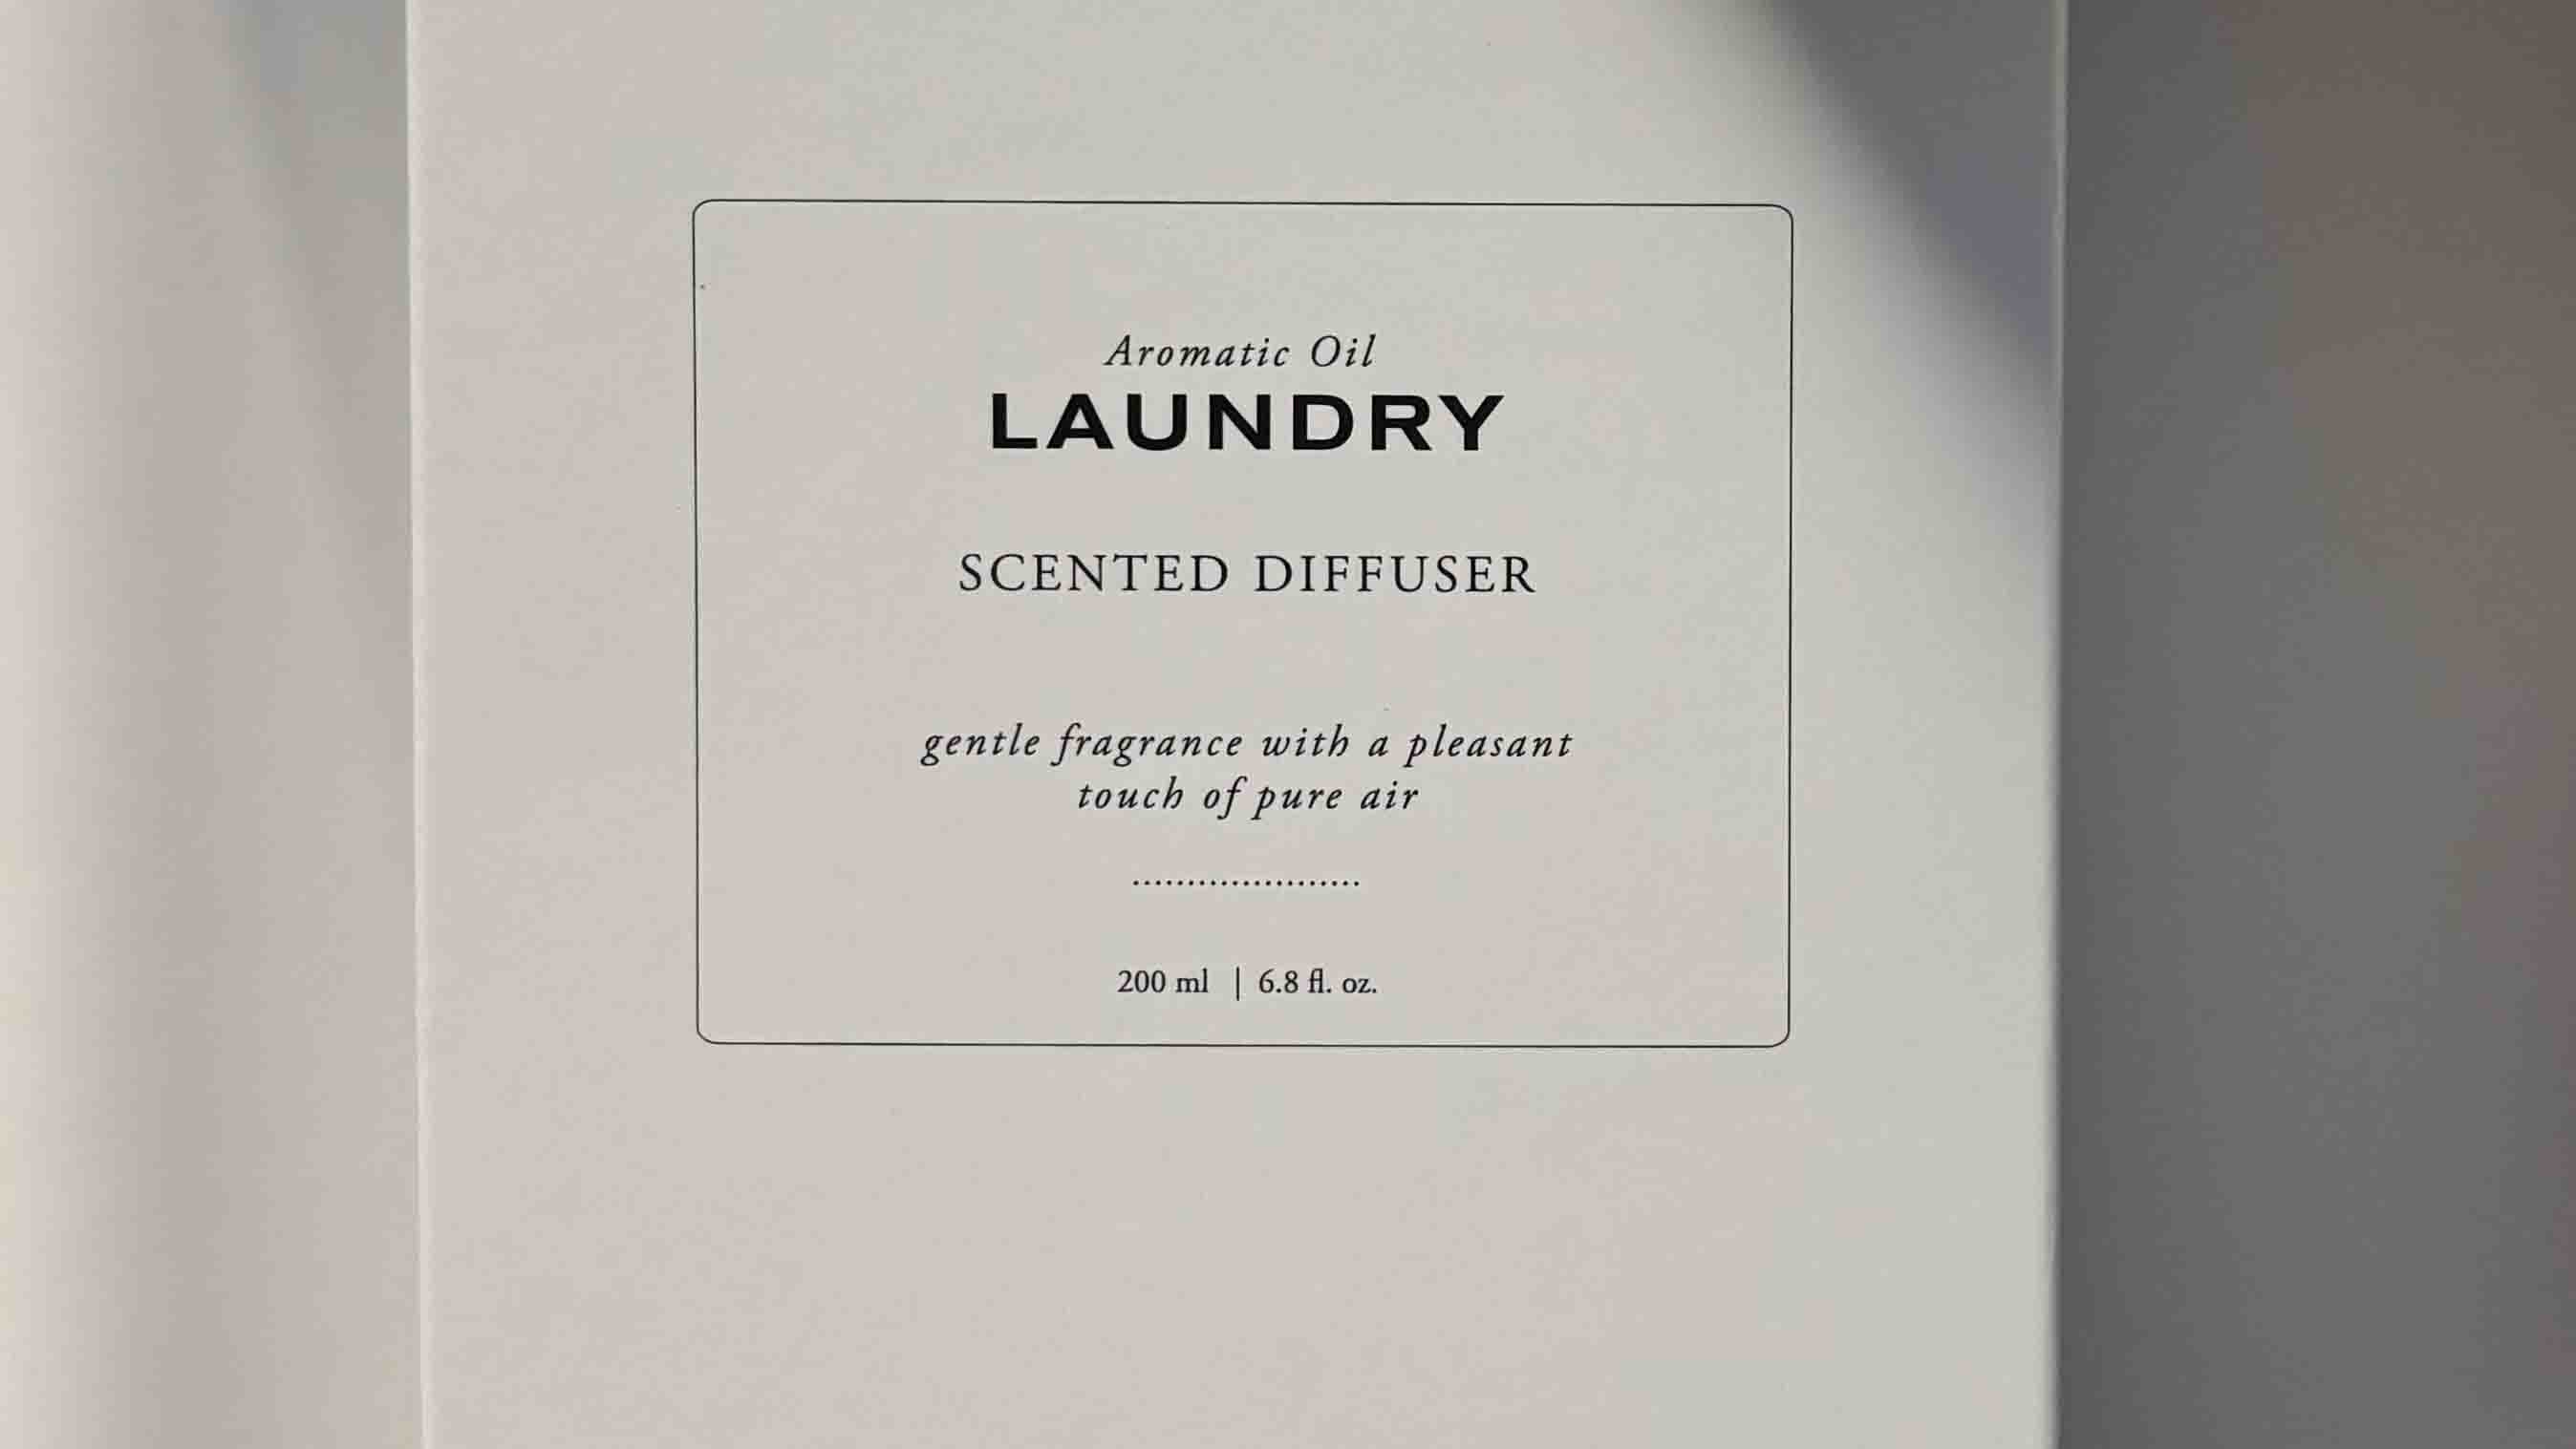 Aromatic Oil
LAUNDRY
SCENTED DIFFUSER
gentle fragrance with a pleasant
touch of pure air
200 ml | 6.8 fl. oz.